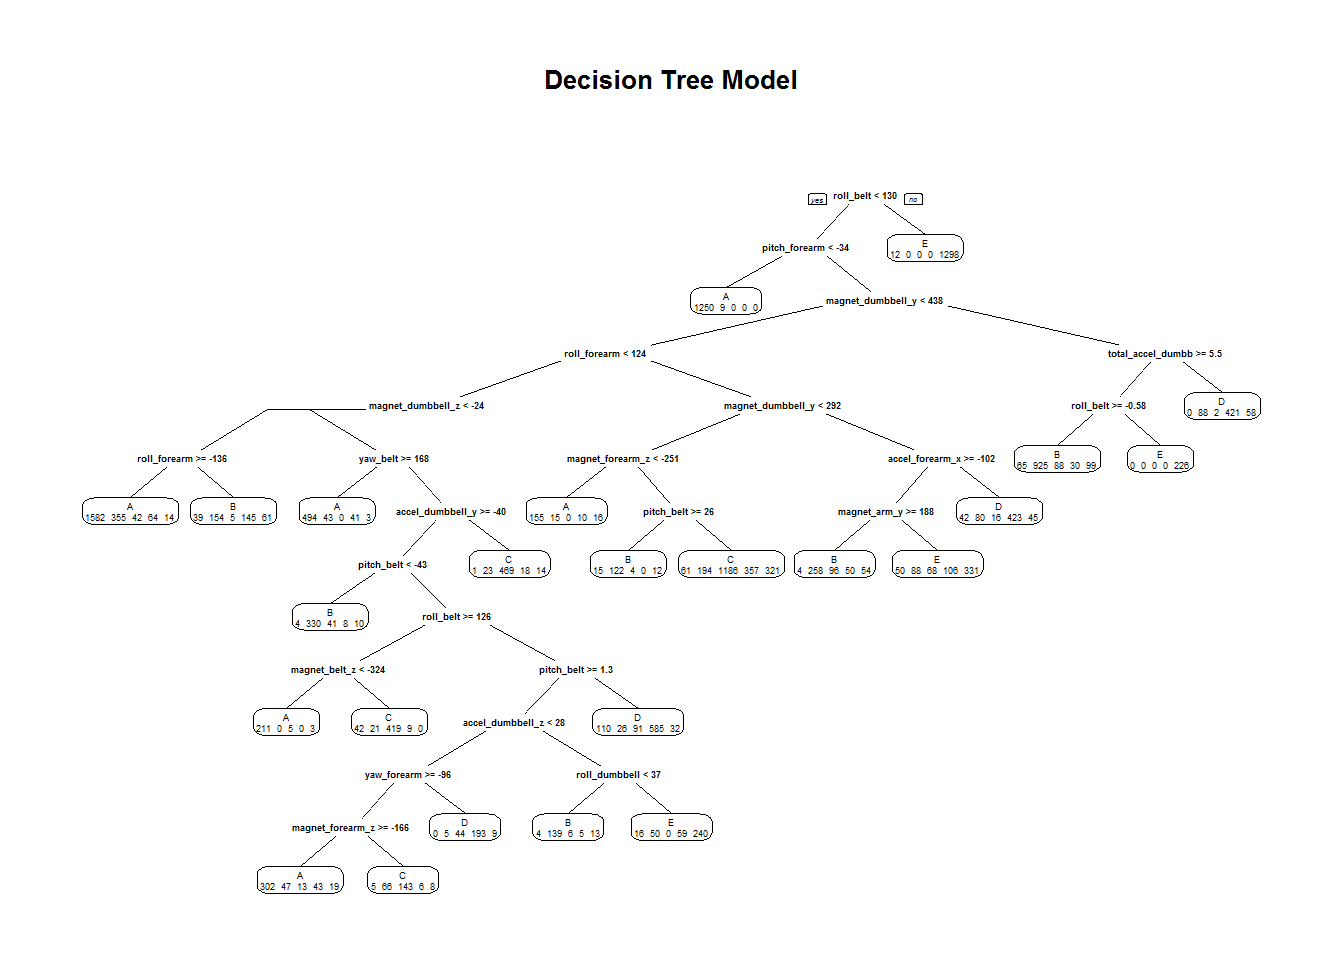 Decision Tree Model
yes
roll_belt < 130
no
pitch_forearm < -34
E
12 0 0 0 1298
A
1250 9 0 0 0
magnet_dumbbell_y < 438
roll_forearm < 124
total_accel_dumbb >= 5.5
magnet_dumbbell_z < -24
magnet_dumbbell_y < 292
roll_belt >= -0.58
D
0 88 2 421 58
roll_forearm >= -136
yaw_belt >= 168
magnet_forearm_z < -251
accel_forearm_x >= -102
B
65 925 88 30 99
E
0 0 0 0 226
A
1582 355 42 64 14
B
39 154 5 145 61
A
494 43 0 41 3
accel_dumbbell_y >= -40
A
155 15 0 10 16
pitch_belt >= 26
magnet_arm_y >= 188
D
42 80 16 423 45
pitch_belt < -43
C
1 23 469 18 14
B
15 122 4 0 12
C
61 194 1186 357 321
B
4 258 96 50 54
E
50 88 68 106 331
B
4 330 41 8 10
roll_belt >= 126
magnet_belt_z < -324
pitch_belt >= 1.3
A
211 0 5 0 3
C
42 21 419 9 0
accel_dumbbell_z < 28
D
110 26 91 585 32
yaw_forearm >= -96
roll_dumbbell < 37
magnet_forearm_z >= -166
D
0 5 44 193 9
B
4 139 6 5 13
E
16 50 0 59 240
A
302 47 13 43 19
C
5 66 143 6 8